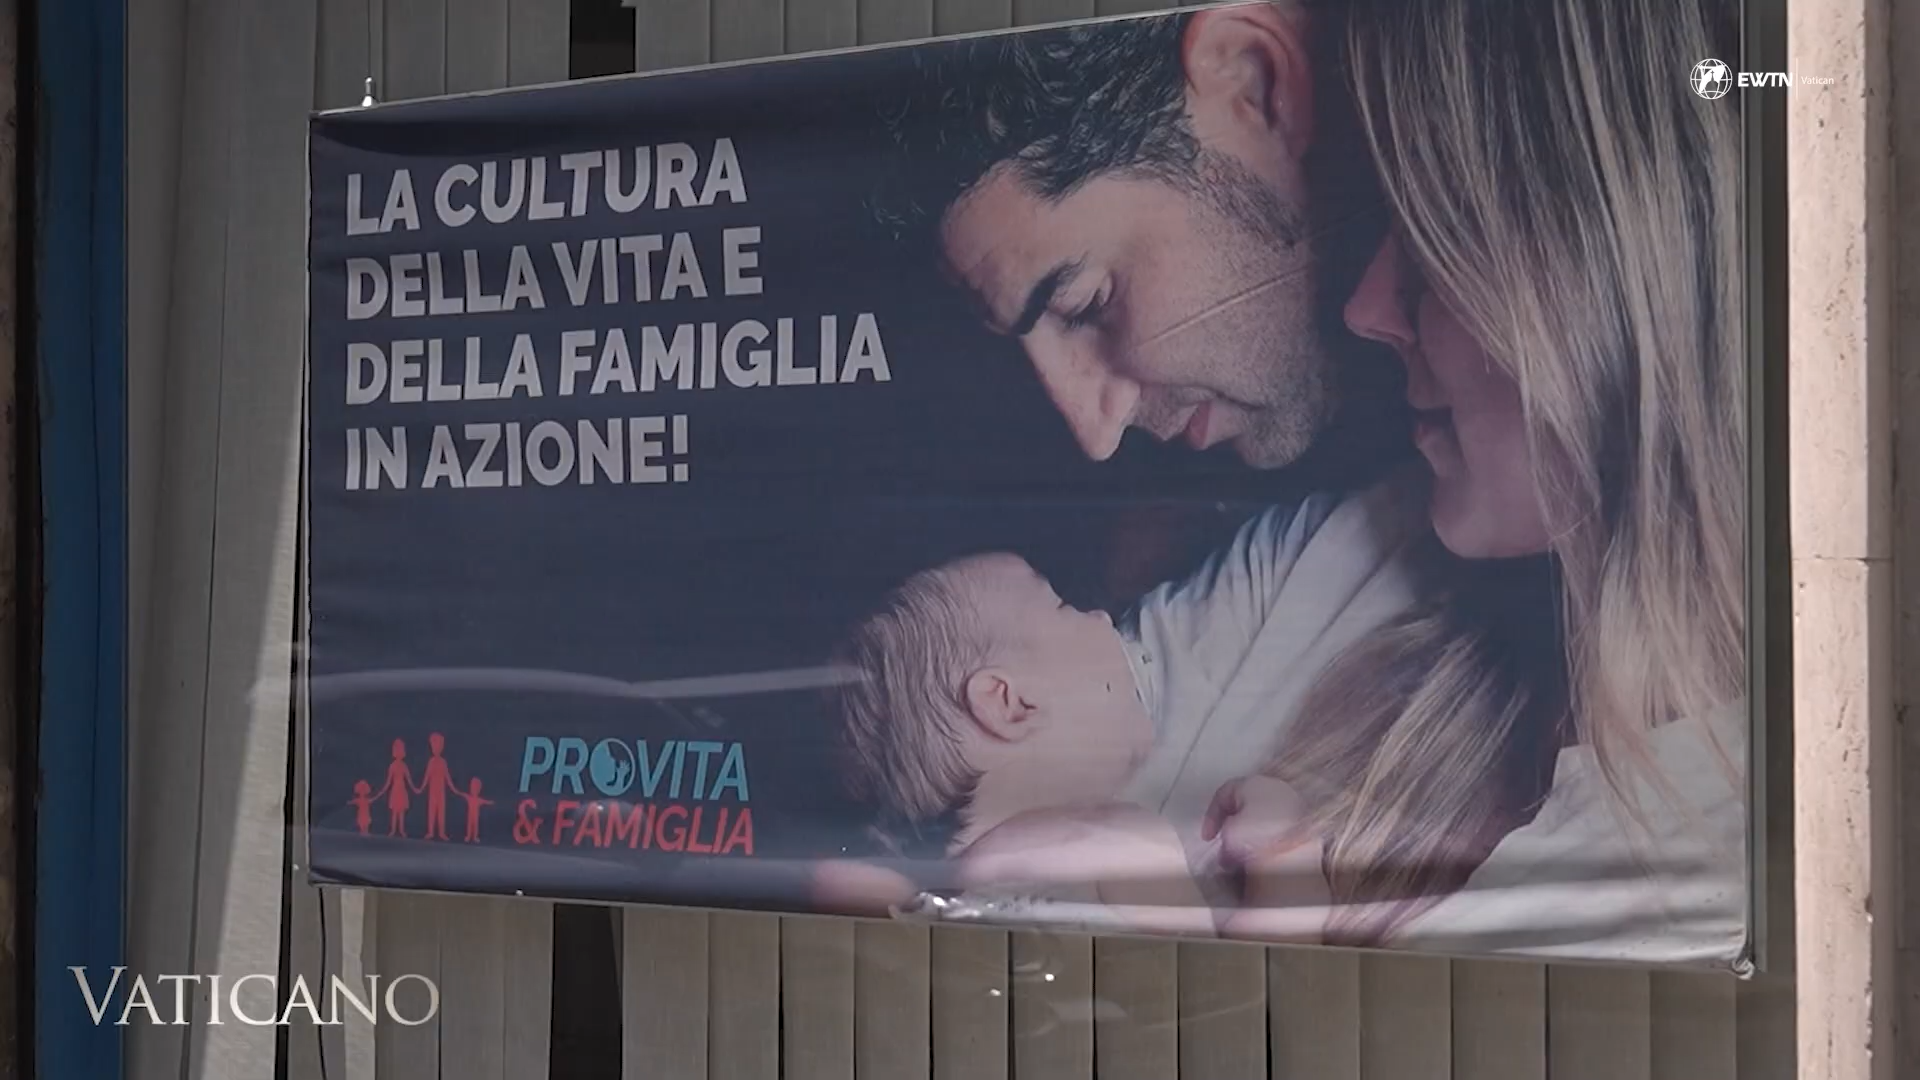 EWTN Vatican
LA CULTURA
DELLA VITA E
DELLA FAMIGLIA
IN AZIONE!
PROVITA
& FAMIGLIA
VATICANO